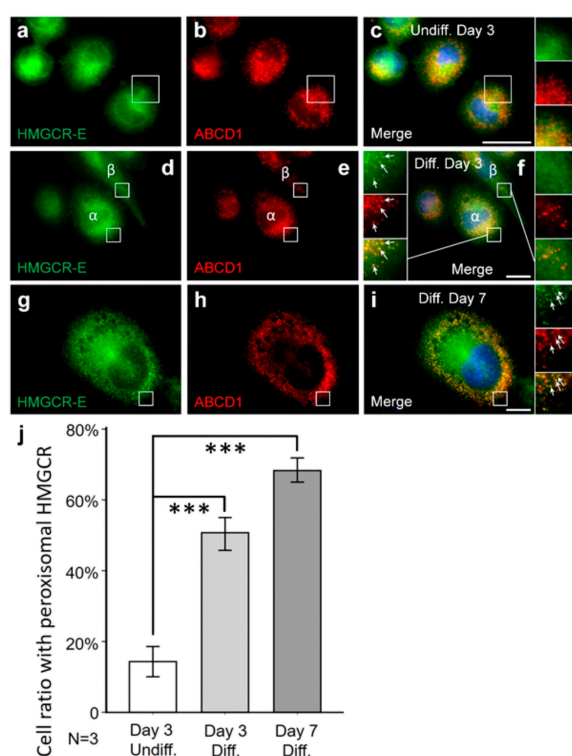 a
HMGCR-E
b
ABCD1
c
Undiff. Day 3
Merge
d
α
β
HMGCR-E
e
α
β
ABCD1
f
Diff. Day 3
α
β
Merge
g
HMGCR-E
h
ABCD1
i
Diff. Day 7
Merge
j
Cell ratio with peroxisomal HMGCR
80%
60%
40%
20%
0
***
***
N=3
Day 3 Undiff.
Day 3 Diff.
Day 7 Diff.